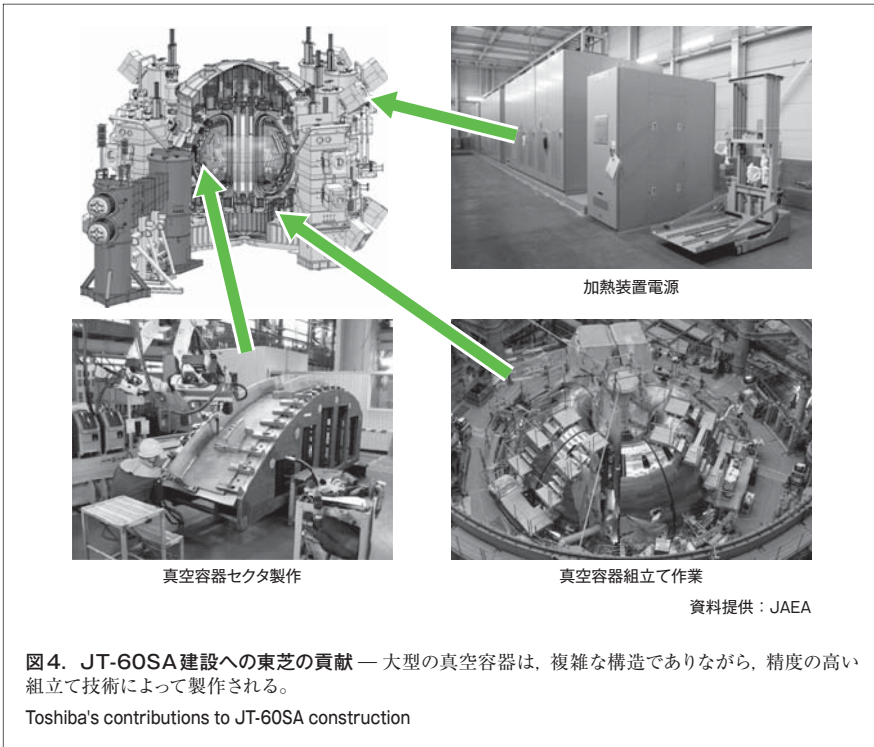 加熱装置電源
真空容器セクタ製作
真空容器組立て作業
資料提供：JAEA
図4．JT-60SA建設への東芝の貢献 — 大型の真空容器は，複雑な構造でありながら，精度の高い
組立て技術によって製作される。
Toshiba's contributions to JT-60SA construction